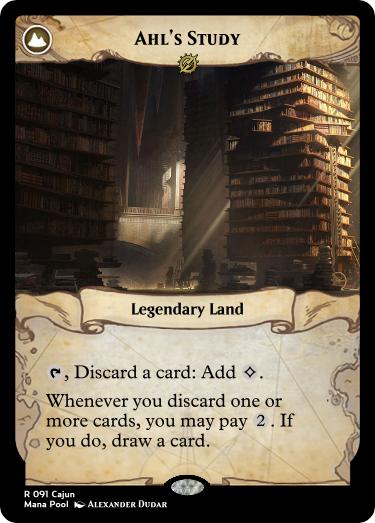 Ahl's Study
Legendary Land
, Discard a card: Add .
Whenever you discard one or
more cards, you may pay 2 . If
you do, draw a card.
R 091 Cajun
Mana Pool Alexander Dudar